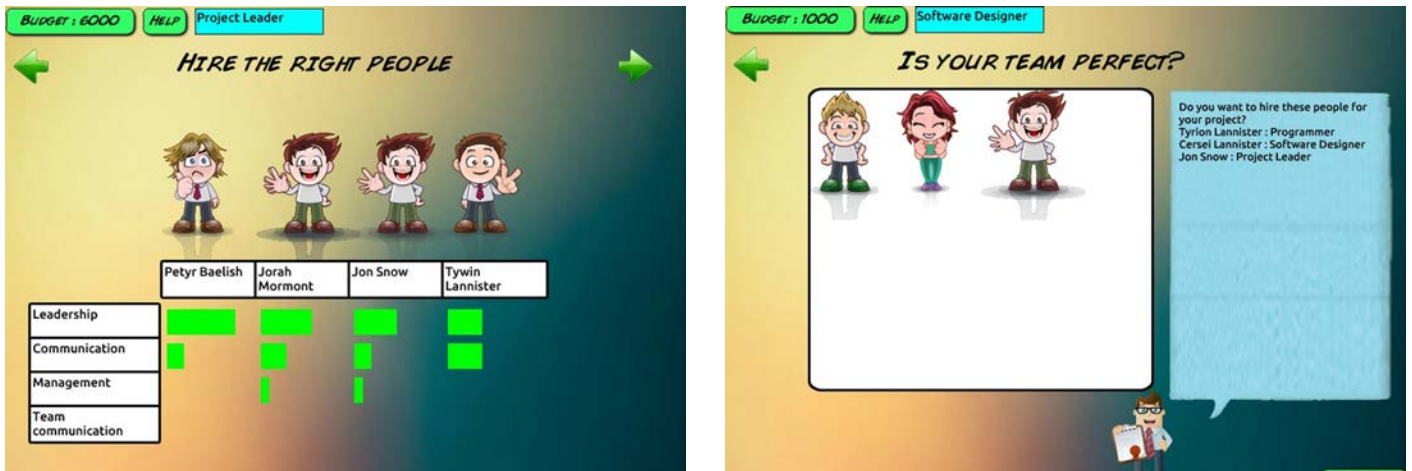 BUDGET : 6000
HELP
Project Leader
HIRE THE RIGHT PEOPLE
Petyr Baelish
Jorah
Mormont
Jon Snow
Tywin
Lannister
Leadership
Communication
Management
Team
communication
BUDGET : 1000
HELP
Software Designer
IS YOUR TEAM PERFECT?
Do you want to hire these people for
your project?
Tyrion Lannister : Programmer
Cersei Lannister : Software Designer
Jon Snow : Project Leader